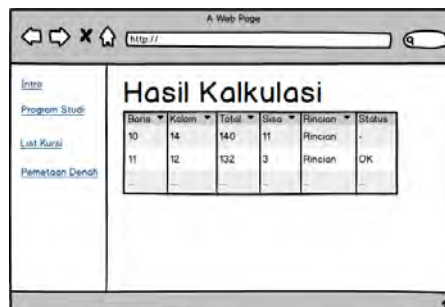 A Web Page
http://
Intro
Program Studi
List Kursi
Pemetaan Denah
Hasil Kalkulasi
Baris Kolom Total Sisa Rincian Status
10 14 140 11 Rincian -
11 12 132 3 Rincian OK
... ... ... ... ... ...